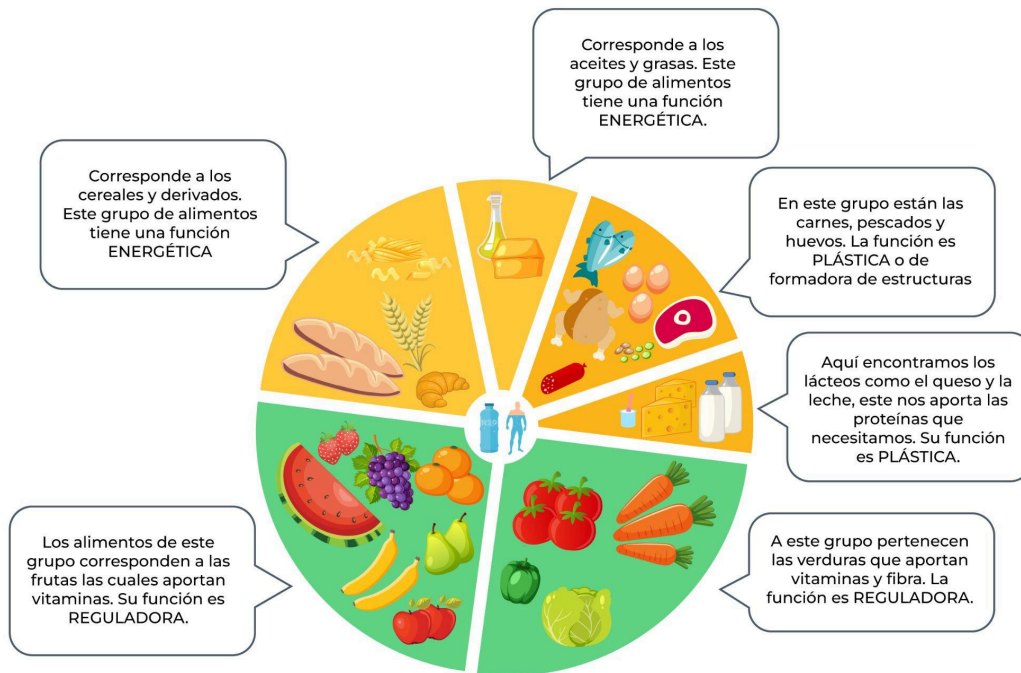 Corresponde a los
aceites y grasas. Este
grupo de alimentos
tiene una función
ENERGÉTICA.
Corresponde a los
cereales y derivados.
Este grupo de alimentos
tiene una función
ENERGÉTICA
En este grupo están las
carnes, pescados y
huevos. La función es
PLÁSTICA o de
formadora de estructuras
Aquí encontramos los
lácteos como el queso y la
leche, este nos aporta las
proteínas que
necesitamos. Su función
es PLÁSTICA.
Los alimentos de este
grupo corresponden a las
frutas las cuales aportan
vitaminas. Su función es
REGULADORA.
A este grupo pertenecen
las verduras que aportan
vitaminas y fibra. La
función es REGULADORA.